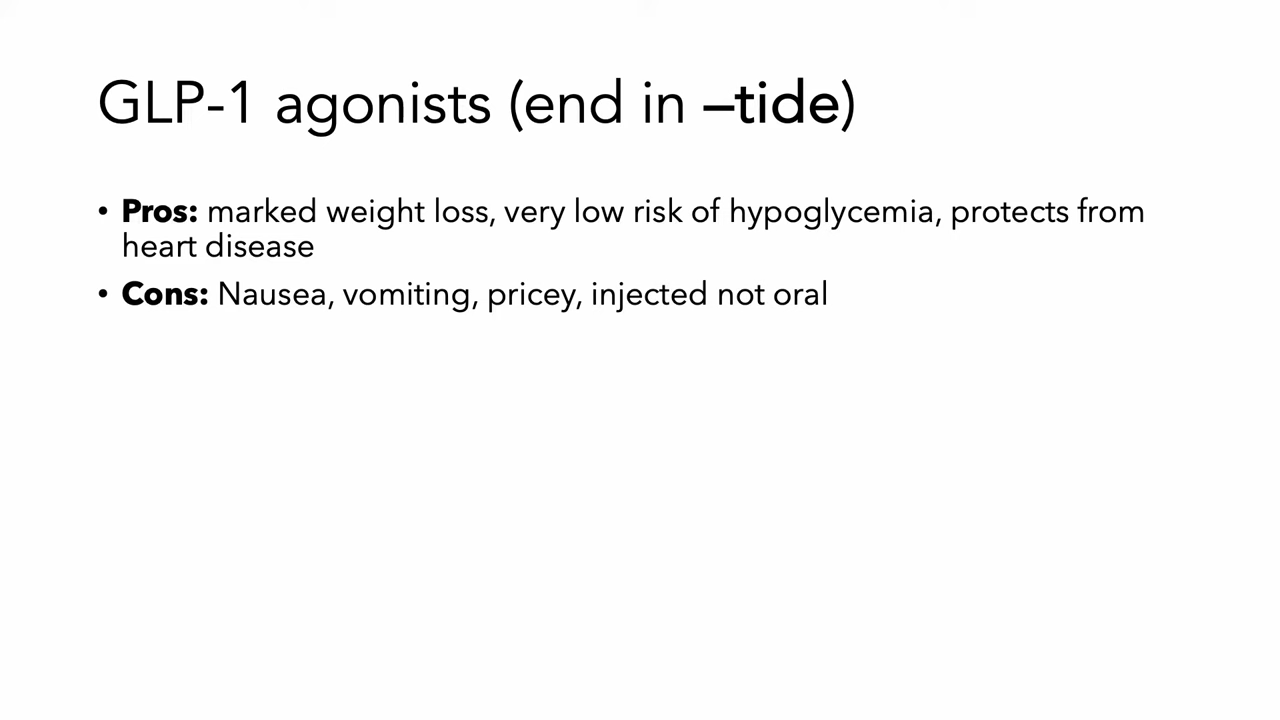 GLP-1 agonists (end in –tide)
• Pros: marked weight loss, very low risk of hypoglycemia, protects from
heart disease
• Cons: Nausea, vomiting, pricey, injected not oral